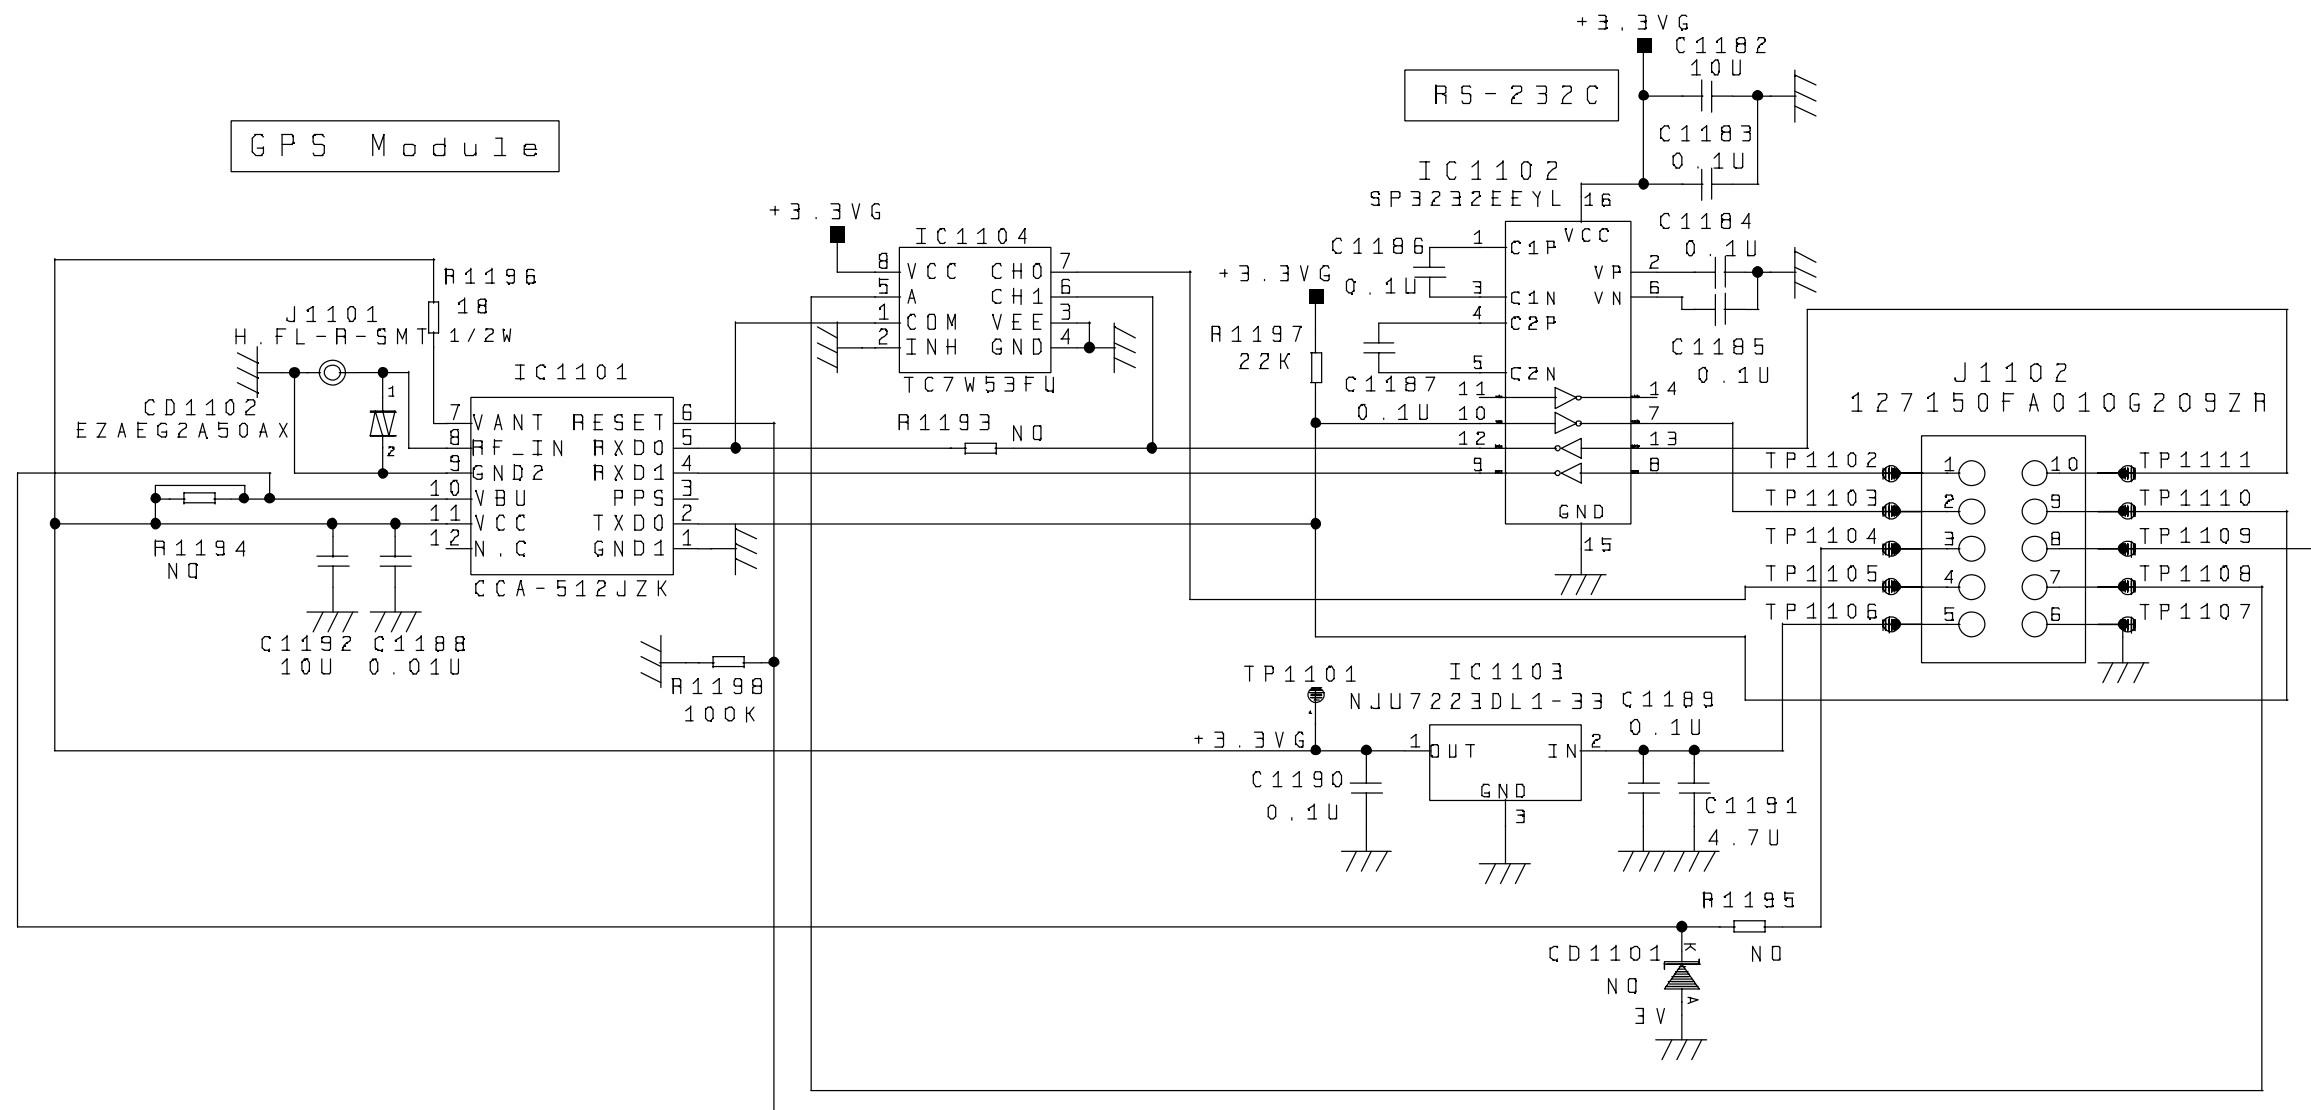 +3.3VG
C1182
10U
RS-232C
GPS Module
C1183
0.1U
IC1102
SP3232EEYL
16
+3.3VG
IC1104
C1184
0.1U
C1186
0.1U
1
C1P
VCC
8
VCC
CH0
7
+3.3VG
VP
2
R1196
18
1/2W
5
A
CH1
6
3
C1N
VN
6
J1101
H.FL-R-SMT
1
COM
VEE
3
4
C2P
R1197
22K
2
INH
GND
4
C1185
0.1U
IC1101
TC7W53FU
5
C2N
J1102
127150FA010G209ZR
C1187
0.1U
11
14
1
CD1102
EZAEG2A50AX
2
7
VANT
RESET
6
R1193
NQ
10
7
8
RF_IN
RXD0
5
12
13
9
GND2
RXD1
4
9
8
TP1102
1
10
TP1111
10
VBU
PPS
3
TP1103
2
9
TP1110
11
VCC
TXD0
2
GND
12
N.C
GND1
1
15
TP1104
3
8
TP1109
R1194
NQ
TP1105
4
7
TP1108
CCA-512JZK
TP1106
5
6
TP1107
C1192
10U
C1188
0.01U
TP1101
IC1103
NJU7223DL1-33
R1198
100K
C1189
0.1U
+3.3VG
1
OUT
IN
2
C1190
0.1U
GND
3
C1191
4.7U
R1195
NQ
CD1101
NQ
3V
K
A